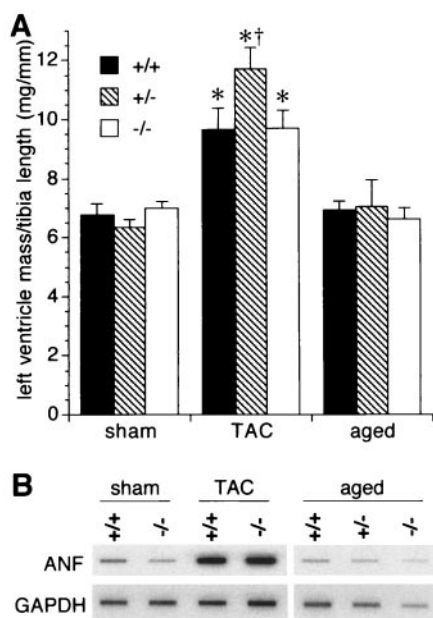 A
left ventricle mass/tibia length (mg/mm)
12
10
8
6
4
2
0
+/+
+/-
-/-
*
*†
*
sham TAC aged
B
sham TAC aged
+/+ -/- +/+ -/- +/+ +/- -/-
ANF
GAPDH